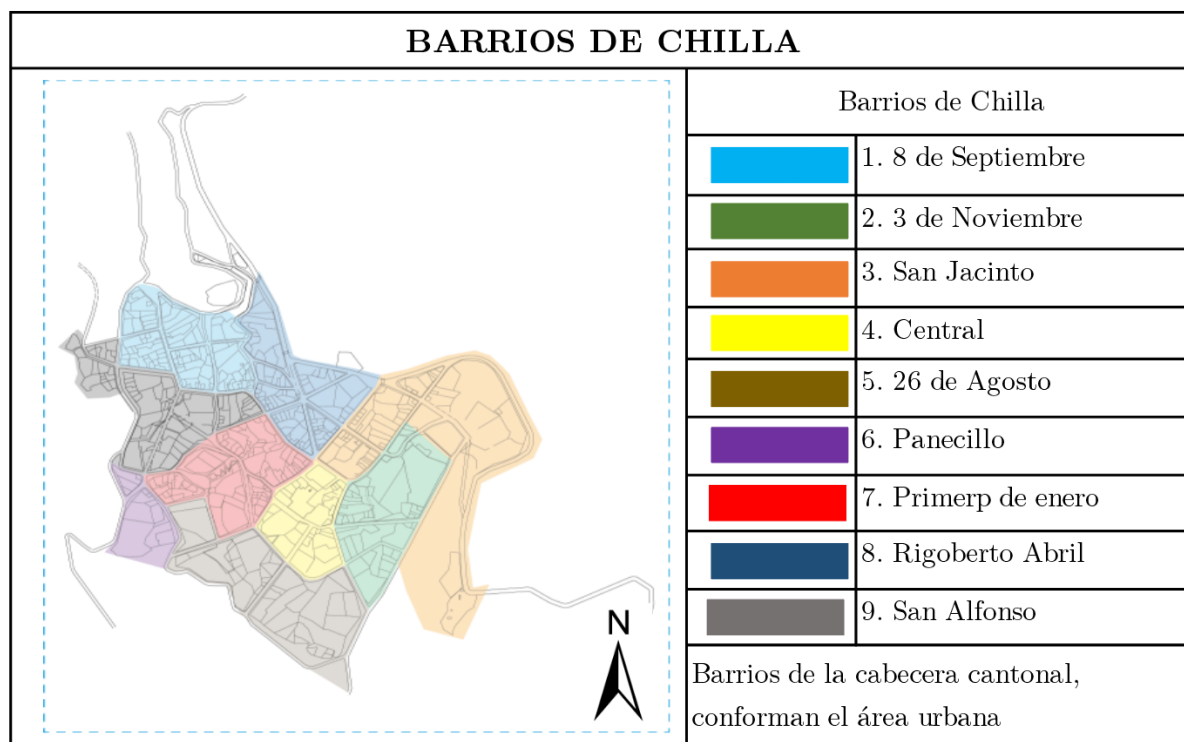 BARRIOS DE CHILLA
Barrios de Chilla
1. 8 de Septiembre
2. 3 de Noviembre
3. San Jacinto
4. Central
5. 26 de Agosto
6. Panecillo
7. Primerp de enero
8. Rigoberto Abril
9. San Alfonso
N
Barrios de la cabecera cantonal,
conforman el área urbana